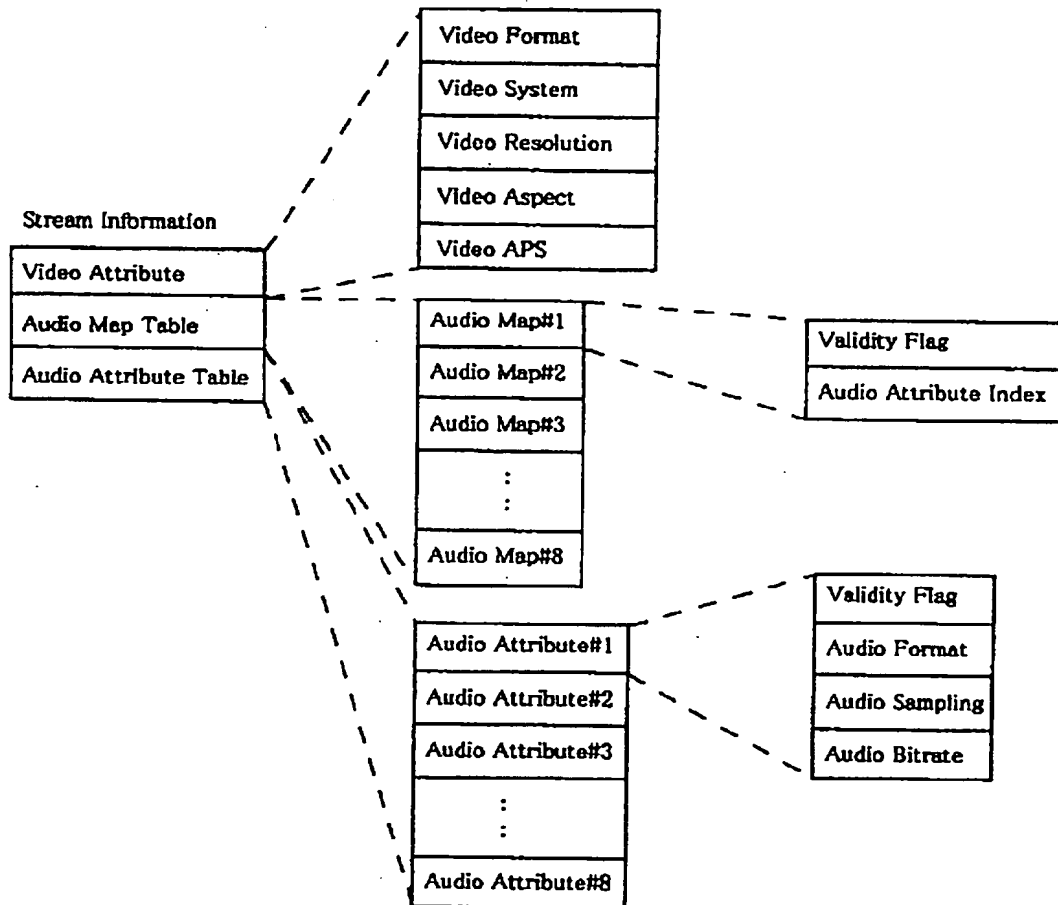 Video Format
Video System
Video Resolution
Video Aspect
Video APS
Stream Information
Video Attribute
Audio Map Table
Audio Attribute Table
Audio Map#1
Audio Map#2
Audio Map#3
Audio Map#8
Validity Flag
Audio Attribute Index
Audio Attribute#1
Audio Attribute#2
Audio Attribute#3
Audio Attribute#8
Validity Flag
Audio Format
Audio Sampling
Audio Bitrate